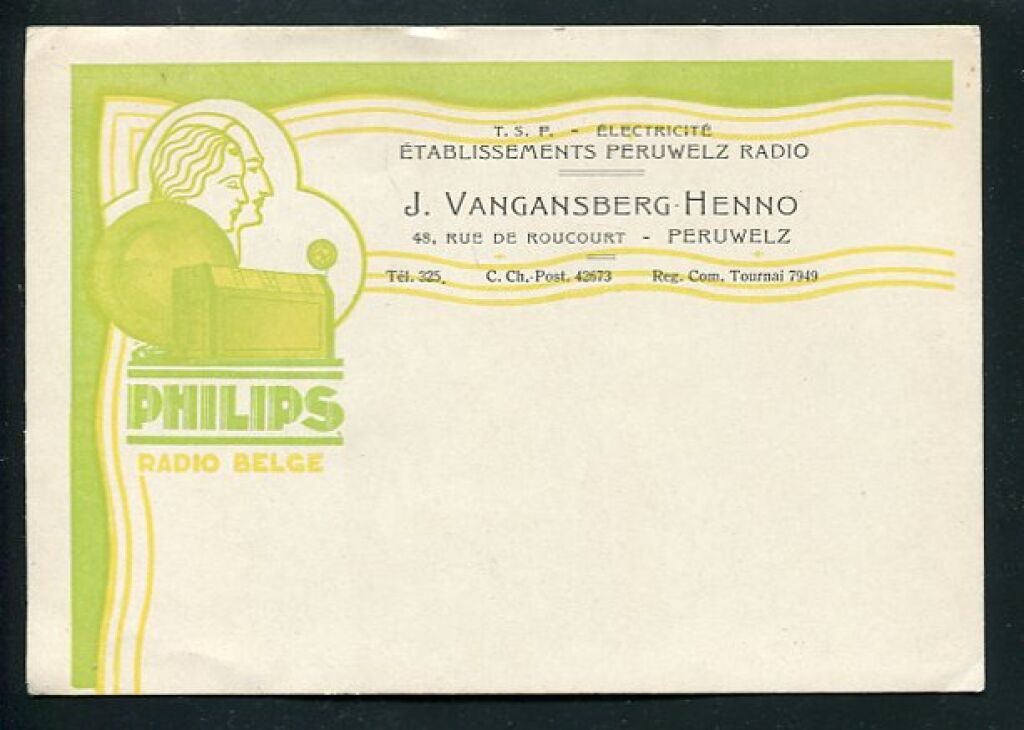 T. S. F. - ÉLECTRICITÉ
ÉTABLISSEMENTS PERUWELZ RADIO
J. VANGANSBERG-HENNO
48, RUE DE ROUCOURT - PERUWELZ
Tél. 325. C. Ch.-Post. 42673 Reg. Com. Tournai 7949
PHILIPS
RADIO BELGE